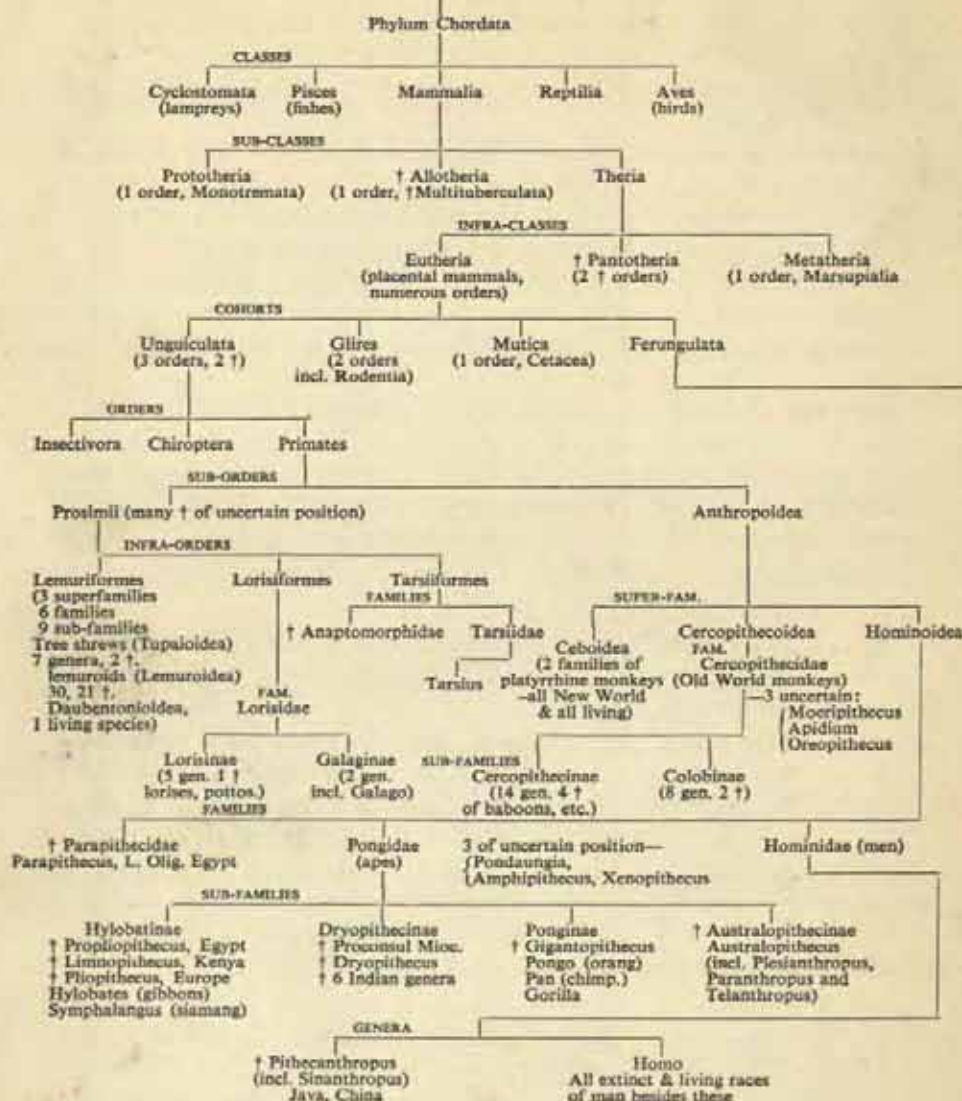 Phylum Chordata
CLASSES
Cyclostomata Pisces Mammalia Reptilia Aves
(lampreys) (fishes) (birds)
SUB-CLASSES
Prototheria † Allotheria Theria
(1 order, Monotremata) (1 order, †Multituberculata)
INFRA-CLASSES
Eutheria † Pantotheria Metatheria
(placental mammals, (2 † orders) (1 order, Marsupialia
numerous orders)
COHORTS
Unguiculata Glires Mutica Ferungulata
(3 orders, 2 †) (2 orders (1 order, Cetacea)
incl. Rodentia)
ORDERS
Insectivora Chiroptera Primates
SUB-ORDERS
Prosimii (many † of uncertain position) Anthropoidea
INFRA-ORDERS
Lemuriformes Lorisiformes Tarsiiformes
(3 superfamilies FAMILIES SUPER-FAM.
6 families
9 sub-families † Anaptomorphidae Tarsiidae Ceboidea Cercopithecoidea Hominoidea
Tree shrews (Tupaioidea) (2 families of FAM.
7 genera, 2 †. platyrrhine monkeys Cercopithecidae
lemuroids (Lemuroidea) Tarsius –all New World (Old World monkeys)
30, 21 †. FAM. & all living) —3 uncertain:
Daubentonioidea, Lorisidae Moeripithecus
1 living species) Apidium
Oreopithecus
Lorisinae Galaginae SUB-FAMILIES Cercopithecinae Colobinae
(5 gen. 1 † (2 gen. (14 gen. 4 † (8 gen. 2 †)
lorises, pottos.) incl. Galago) of baboons, etc.)
FAMILIES
† Parapithecidae Pongidae 3 of uncertain position— Hominidae (men)
Parapithecus, L. Olig. Egypt (apes) {Pondaungia,
Amphipithecus, Xenopithecus
SUB-FAMILIES
Hylobatinae Dryopithecinae Ponginae † Australopithecinae
† Propliopithecus, Egypt † Proconsul Mioc. † Gigantopithecus Australopithecus
† Limnopithecus, Kenya † Dryopithecus Pongo (orang) (incl. Plesianthropus,
† Pliopithecus, Europe † 6 Indian genera Pan (chimp.) Paranthropus and
Hylobates (gibbons) Gorilla Telanthropus)
Symphalangus (siamang)
GENERA
† Pithecanthropus Homo
(incl. Sinanthropus) All extinct & living races
Java, China of man besides these